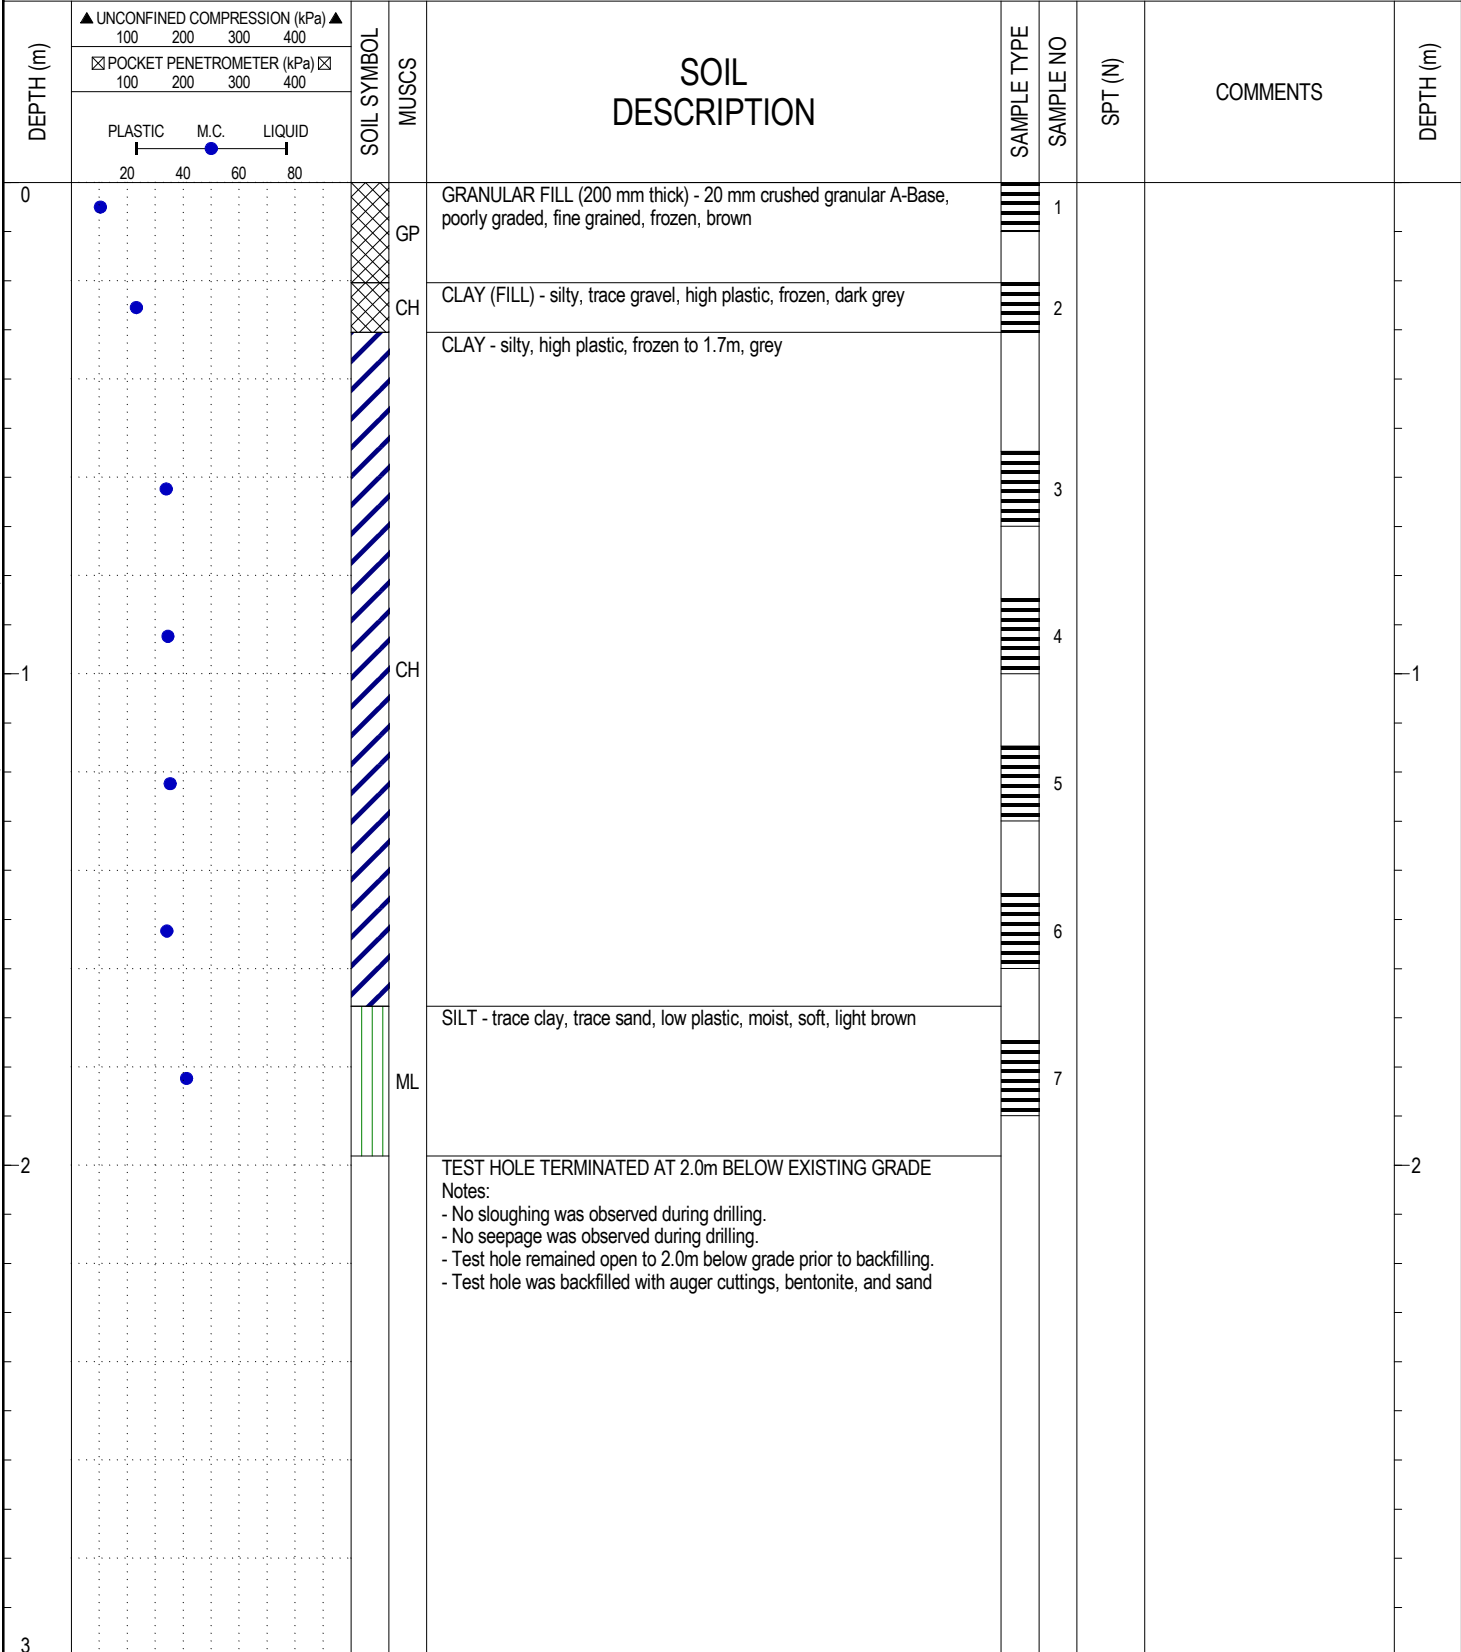 DEPTH (m)
▲ UNCONFINED COMPRESSION (kPa) ▲
100 200 300 400
☒ POCKET PENETROMETER (kPa) ☒
100 200 300 400
PLASTIC M.C. LIQUID
20 40 60 80
SOIL SYMBOL
MUSCS
SOIL
DESCRIPTION
SAMPLE TYPE
SAMPLE NO
SPT (N)
COMMENTS
DEPTH (m)
0
GRANULAR FILL (200 mm thick) - 20 mm crushed granular A-Base,
poorly graded, fine grained, frozen, brown
1
GP
CLAY (FILL) - silty, trace gravel, high plastic, frozen, dark grey
CH
2
CLAY - silty, high plastic, frozen to 1.7m, grey
3
4
1
CH
1
5
6
SILT - trace clay, trace sand, low plastic, moist, soft, light brown
ML
7
2
TEST HOLE TERMINATED AT 2.0m BELOW EXISTING GRADE
2
Notes:
- No sloughing was observed during drilling.
- No seepage was observed during drilling.
- Test hole remained open to 2.0m below grade prior to backfilling.
- Test hole was backfilled with auger cuttings, bentonite, and sand
3